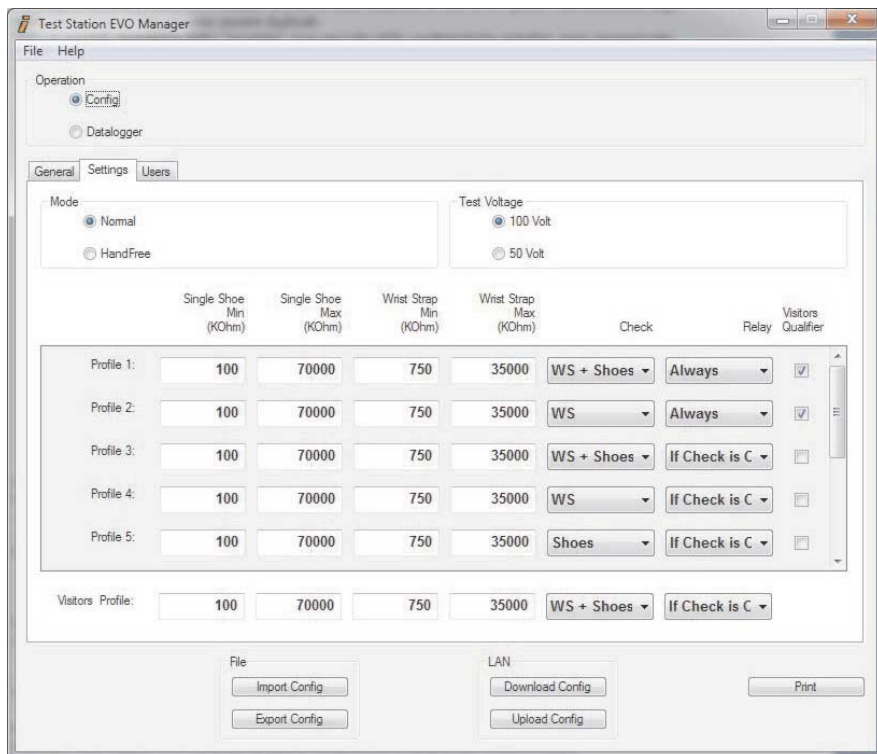 Test Station EVO Manager
File Help
Operation
Config
Datalogger
General Settings Users
Mode
Normal
HandFree
Test Voltage
100 Volt
50 Volt
Single Shoe Min (KOhm)
Single Shoe Max (KOhm)
Wrist Strap Min (KOhm)
Wrist Strap Max (KOhm)
Check
Relay
Visitors Qualifier
Profile 1: 100 70000 750 35000 WS + Shoes Always
Profile 2: 100 70000 750 35000 WS Always
Profile 3: 100 70000 750 35000 WS + Shoes If Check is C
Profile 4: 100 70000 750 35000 WS If Check is C
Profile 5: 100 70000 750 35000 Shoes If Check is C
Visitors Profile: 100 70000 750 35000 WS + Shoes If Check is C
File
Import Config
Export Config
LAN
Download Config
Upload Config
Print